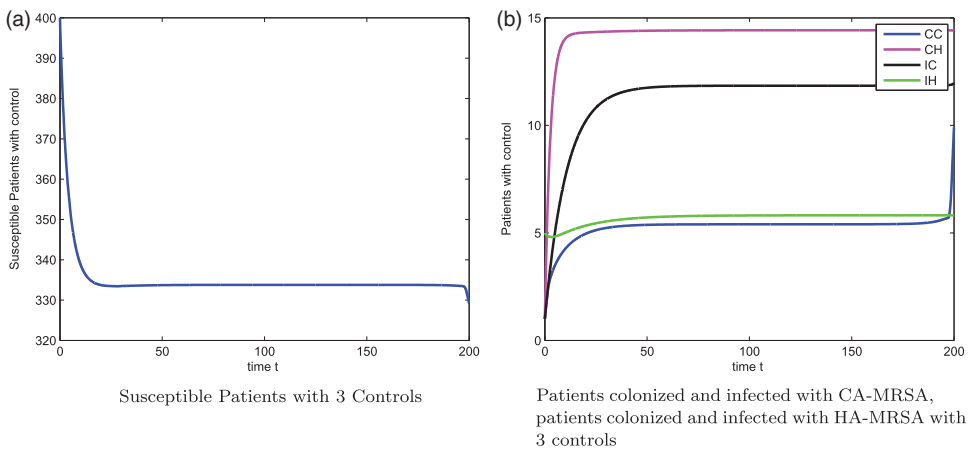 (a)
400
390
380
370
360
350
340
330
320
Susceptible Patients with control
0
50
100
150
200
time t
Susceptible Patients with 3 Controls
(b)
15
10
5
0
Patients with control
CC
CH
IC
IH
0
50
100
150
200
time t
Patients colonized and infected with CA-MRSA,
patients colonized and infected with HA-MRSA with
3 controls